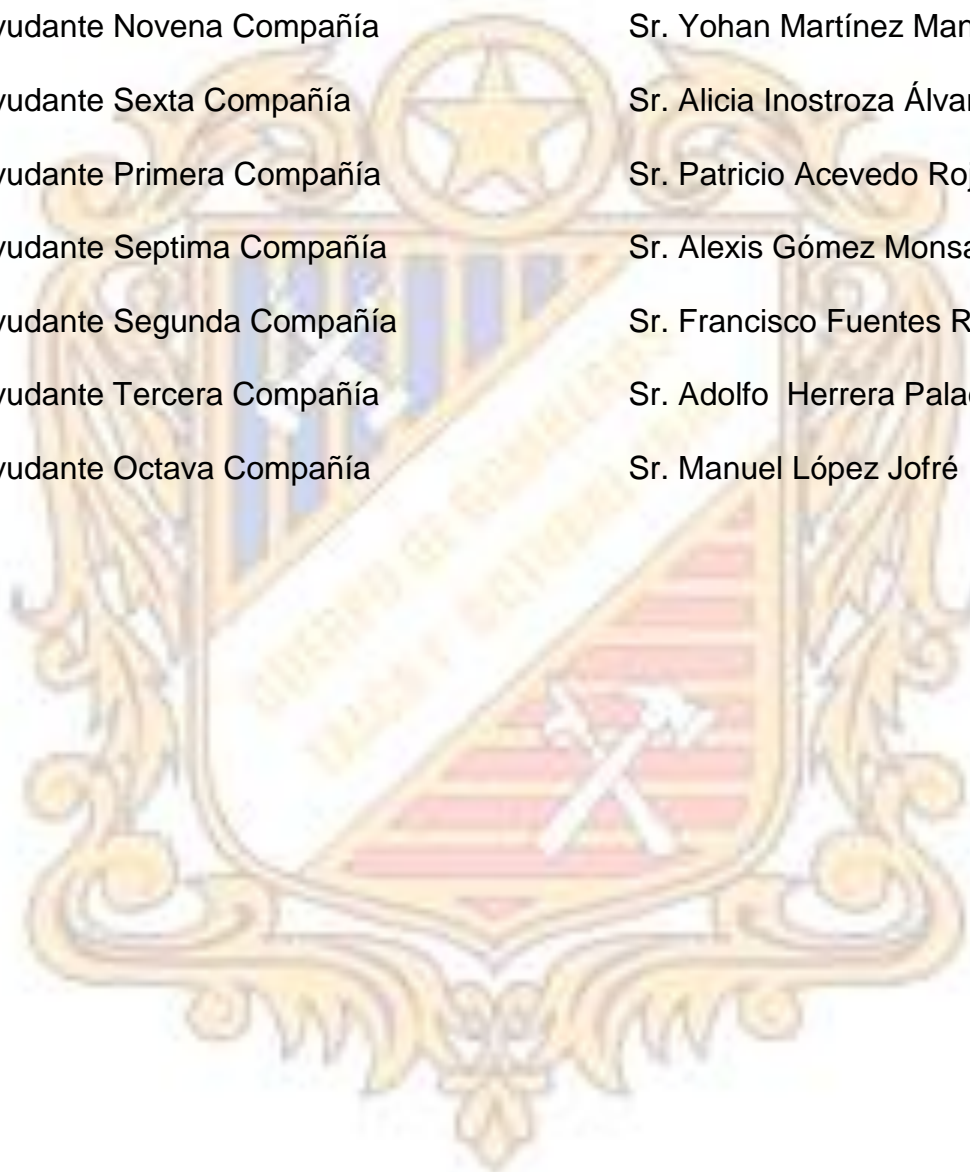 yudante Novena Compañía Sr. Yohan Martínez Man
yudante Sexta Compañía Sr. Alicia Inostroza Álvar
yudante Primera Compañía Sr. Patricio Acevedo Roj
yudante Septima Compañía Sr. Alexis Gómez Monsa
yudante Segunda Compañía Sr. Francisco Fuentes R
yudante Tercera Compañía Sr. Adolfo  Herrera Pala
yudante Octava Compañía Sr. Manuel López Jofré